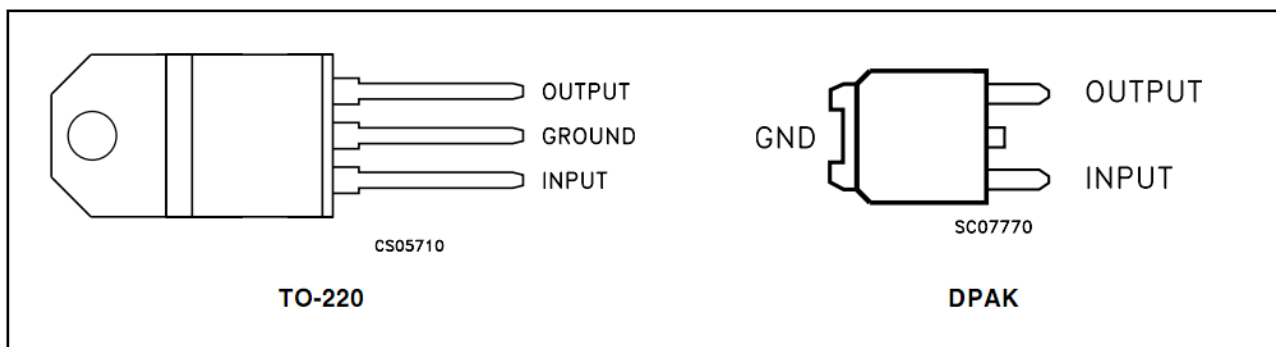 OUTPUT
GROUND
INPUT
CS05710
TO-220
GND
OUTPUT
INPUT
SC07770
DPAK